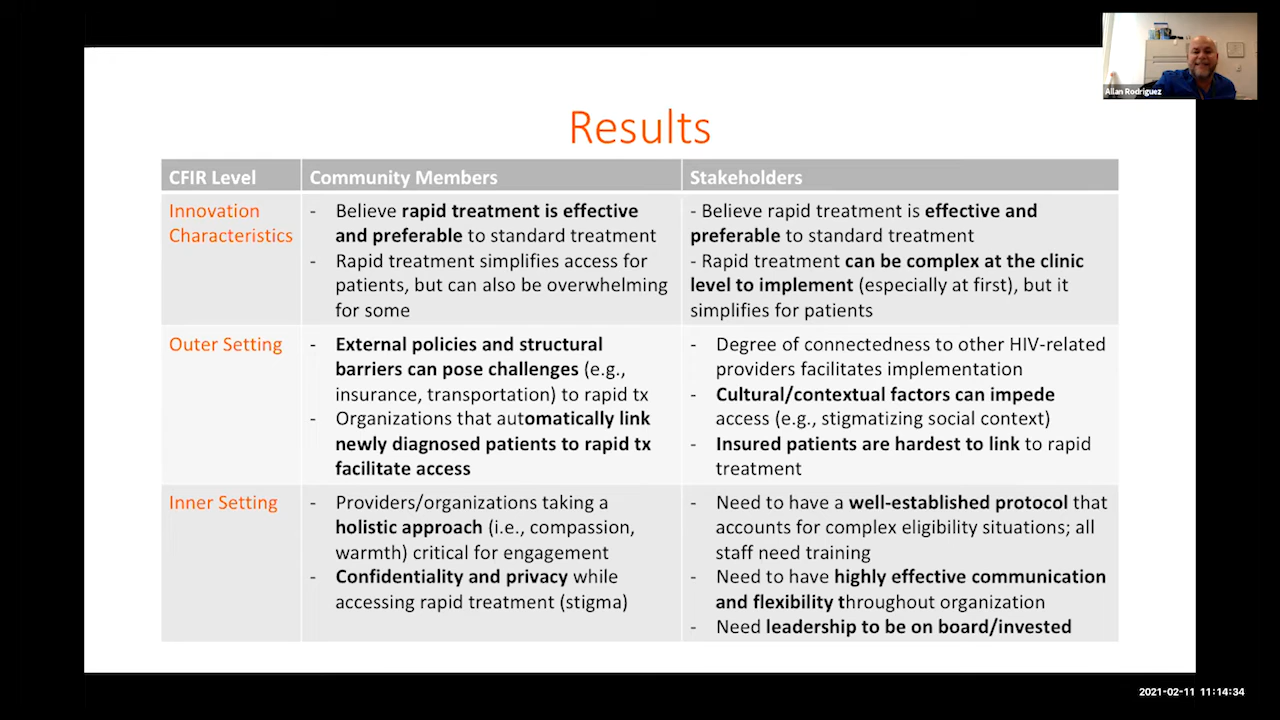 Allan Rodriguez
Results
CFIR Level
Community Members
Stakeholders
Innovation
Characteristics
- Believe rapid treatment is effective
and preferable to standard treatment
- Rapid treatment simplifies access for
patients, but can also be overwhelming
for some
- Believe rapid treatment is effective and
preferable to standard treatment
- Rapid treatment can be complex at the clinic
level to implement (especially at first), but it
simplifies for patients
Outer Setting
- External policies and structural
barriers can pose challenges (e.g.,
insurance, transportation) to rapid tx
- Organizations that automatically link
newly diagnosed patients to rapid tx
facilitate access
- Degree of connectedness to other HIV-related
providers facilitates implementation
- Cultural/contextual factors can impede
access (e.g., stigmatizing social context)
- Insured patients are hardest to link to rapid
treatment
Inner Setting
- Providers/organizations taking a
holistic approach (i.e., compassion,
warmth) critical for engagement
- Confidentiality and privacy while
accessing rapid treatment (stigma)
- Need to have a well-established protocol that
accounts for complex eligibility situations; all
staff need training
- Need to have highly effective communication
and flexibility throughout organization
- Need leadership to be on board/invested
2021-02-11 11:14:34